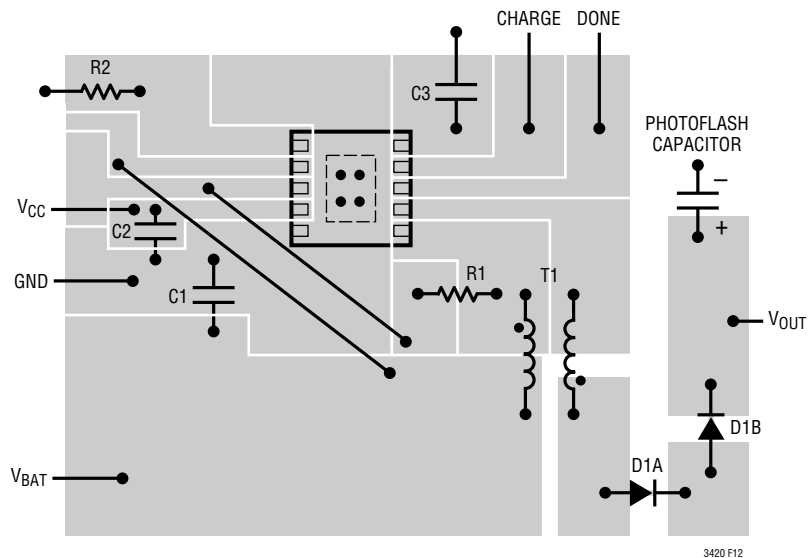 CHARGE DONE
R2
C3
PHOTOFLASH
CAPACITOR
–
+
VCC
C2
GND
C1
R1
T1
VOUT
D1B
VBAT
D1A
3420 F12